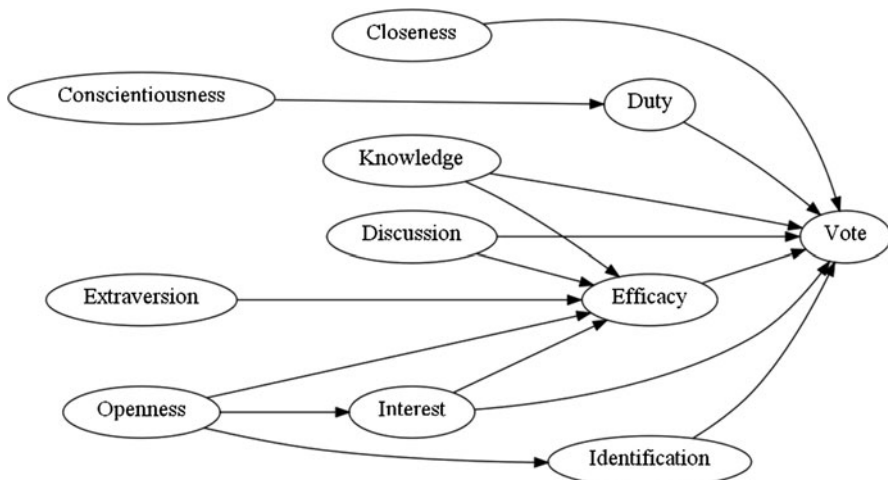 Closeness
Conscientiousness
Duty
Knowledge
Discussion
Vote
Extraversion
Efficacy
Openness
Interest
Identification